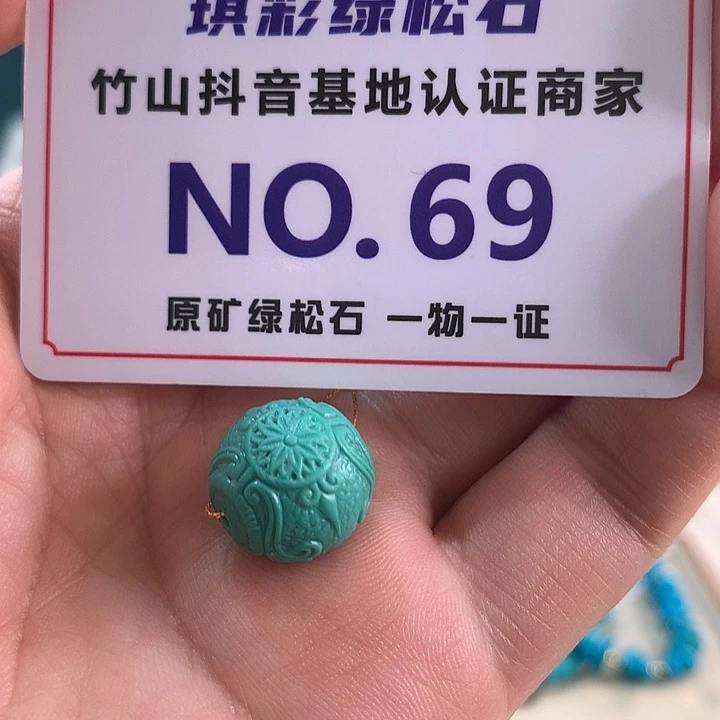 琪彩绿松石
竹山抖音基地认证商家
NO.69
原矿绿松石 一物一证